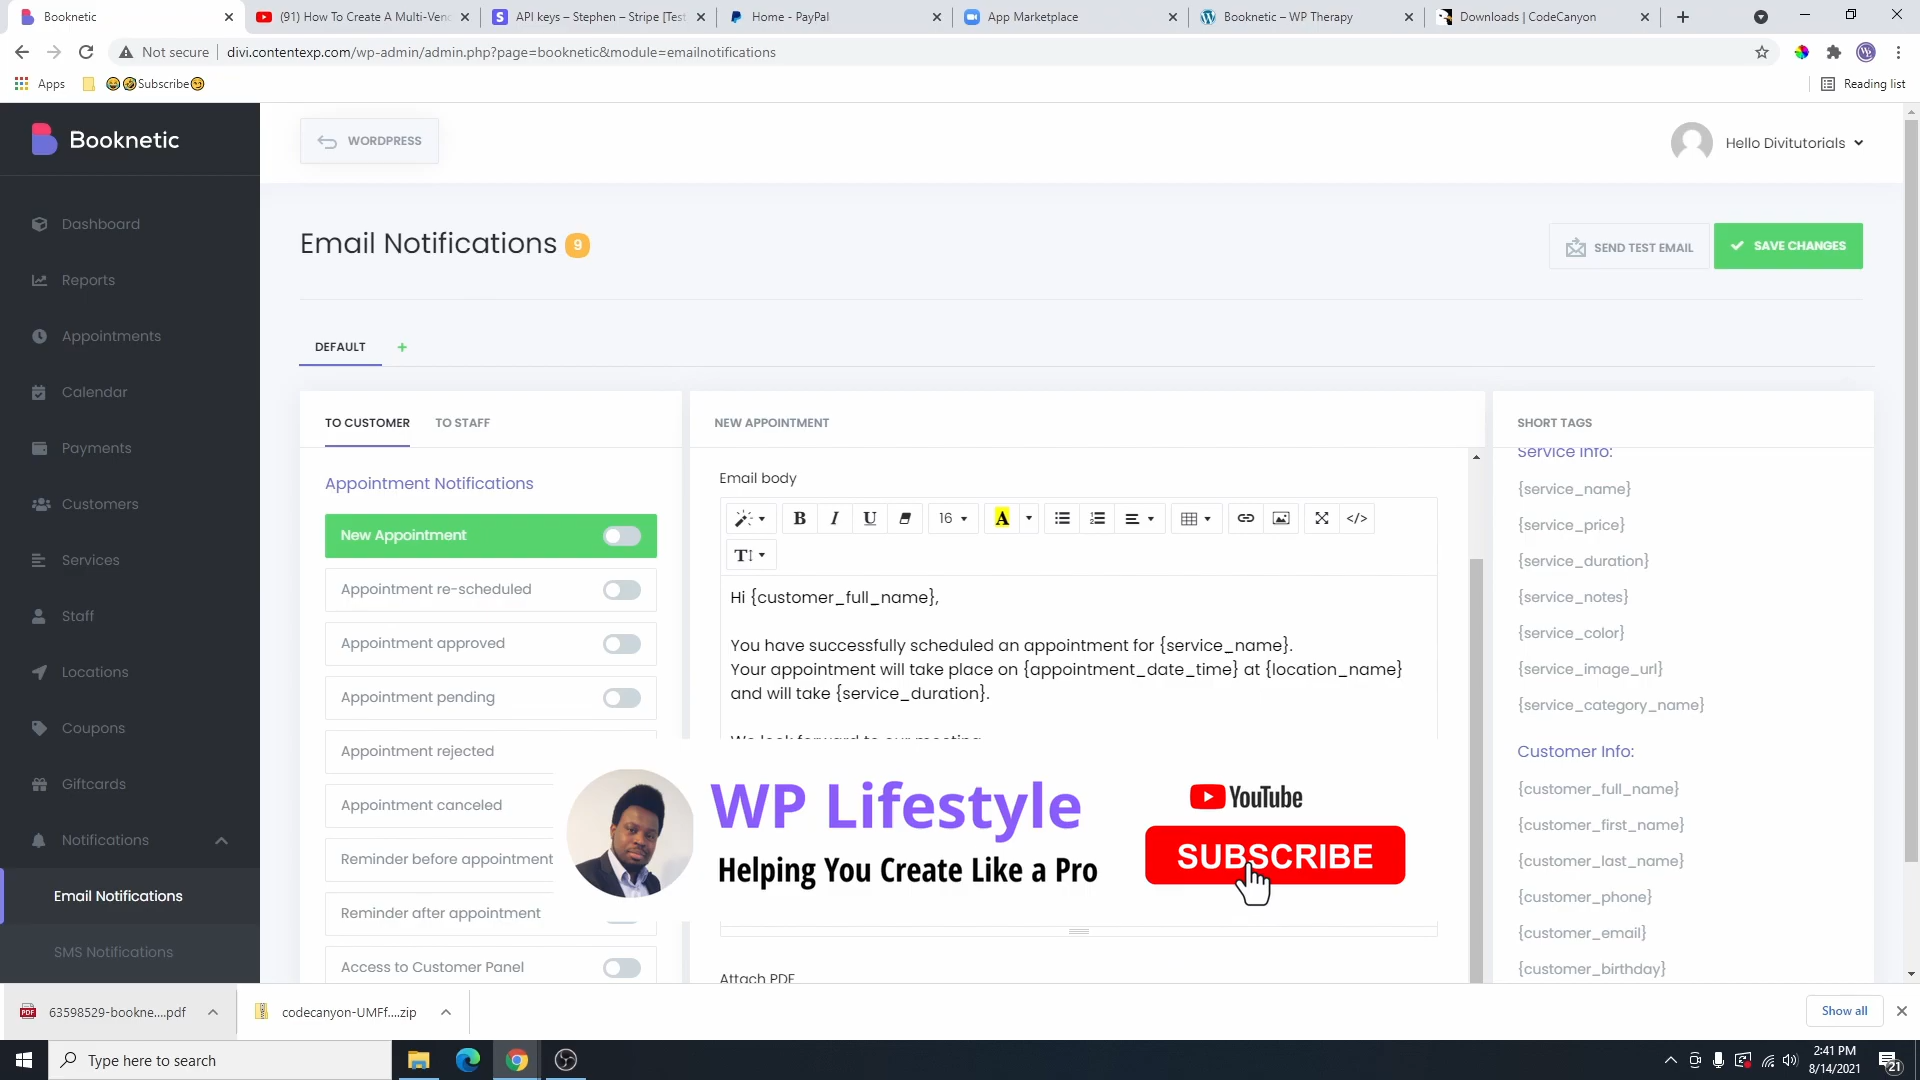 Booknetic
(91) How To Create A Multi-Venc
API keys – Stephen – Stripe [Test
Home - PayPal
App Marketplace
Booknetic – WP Therapy
Downloads | CodeCanyon
Not secure
divi.contentexp.com/wp-admin/admin.php?page=booknetic&module=emailnotifications
Apps
Subscribe
Reading list
Booknetic
WORDPRESS
Hello Divitutorials
Dashboard
Reports
Appointments
Calendar
Payments
Customers
Services
Staff
Locations
Coupons
Giftcards
Notifications
Email Notifications
SMS Notifications
Email Notifications 9
SEND TEST EMAIL
SAVE CHANGES
DEFAULT
TO CUSTOMER
TO STAFF
Appointment Notifications
New Appointment
Appointment re-scheduled
Appointment approved
Appointment pending
Appointment rejected
Appointment canceled
Reminder before appointment
Reminder after appointment
Access to Customer Panel
NEW APPOINTMENT
Email body
16
Hi {customer_full_name},
You have successfully scheduled an appointment for {service_name}.
Your appointment will take place on {appointment_date_time} at {location_name}
and will take {service_duration}.
We look forward to our meeting
WP Lifestyle
Helping You Create Like a Pro
YouTube
SUBSCRIBE
Attach PDF
SHORT TAGS
Service Info:
{service_name}
{service_price}
{service_duration}
{service_notes}
{service_color}
{service_image_url}
{service_category_name}
Customer Info:
{customer_full_name}
{customer_first_name}
{customer_last_name}
{customer_phone}
{customer_email}
{customer_birthday}
63598529-bookne....pdf
codecanyon-UMFf....zip
Show all
Type here to search
2:41 PM
8/14/2021
21